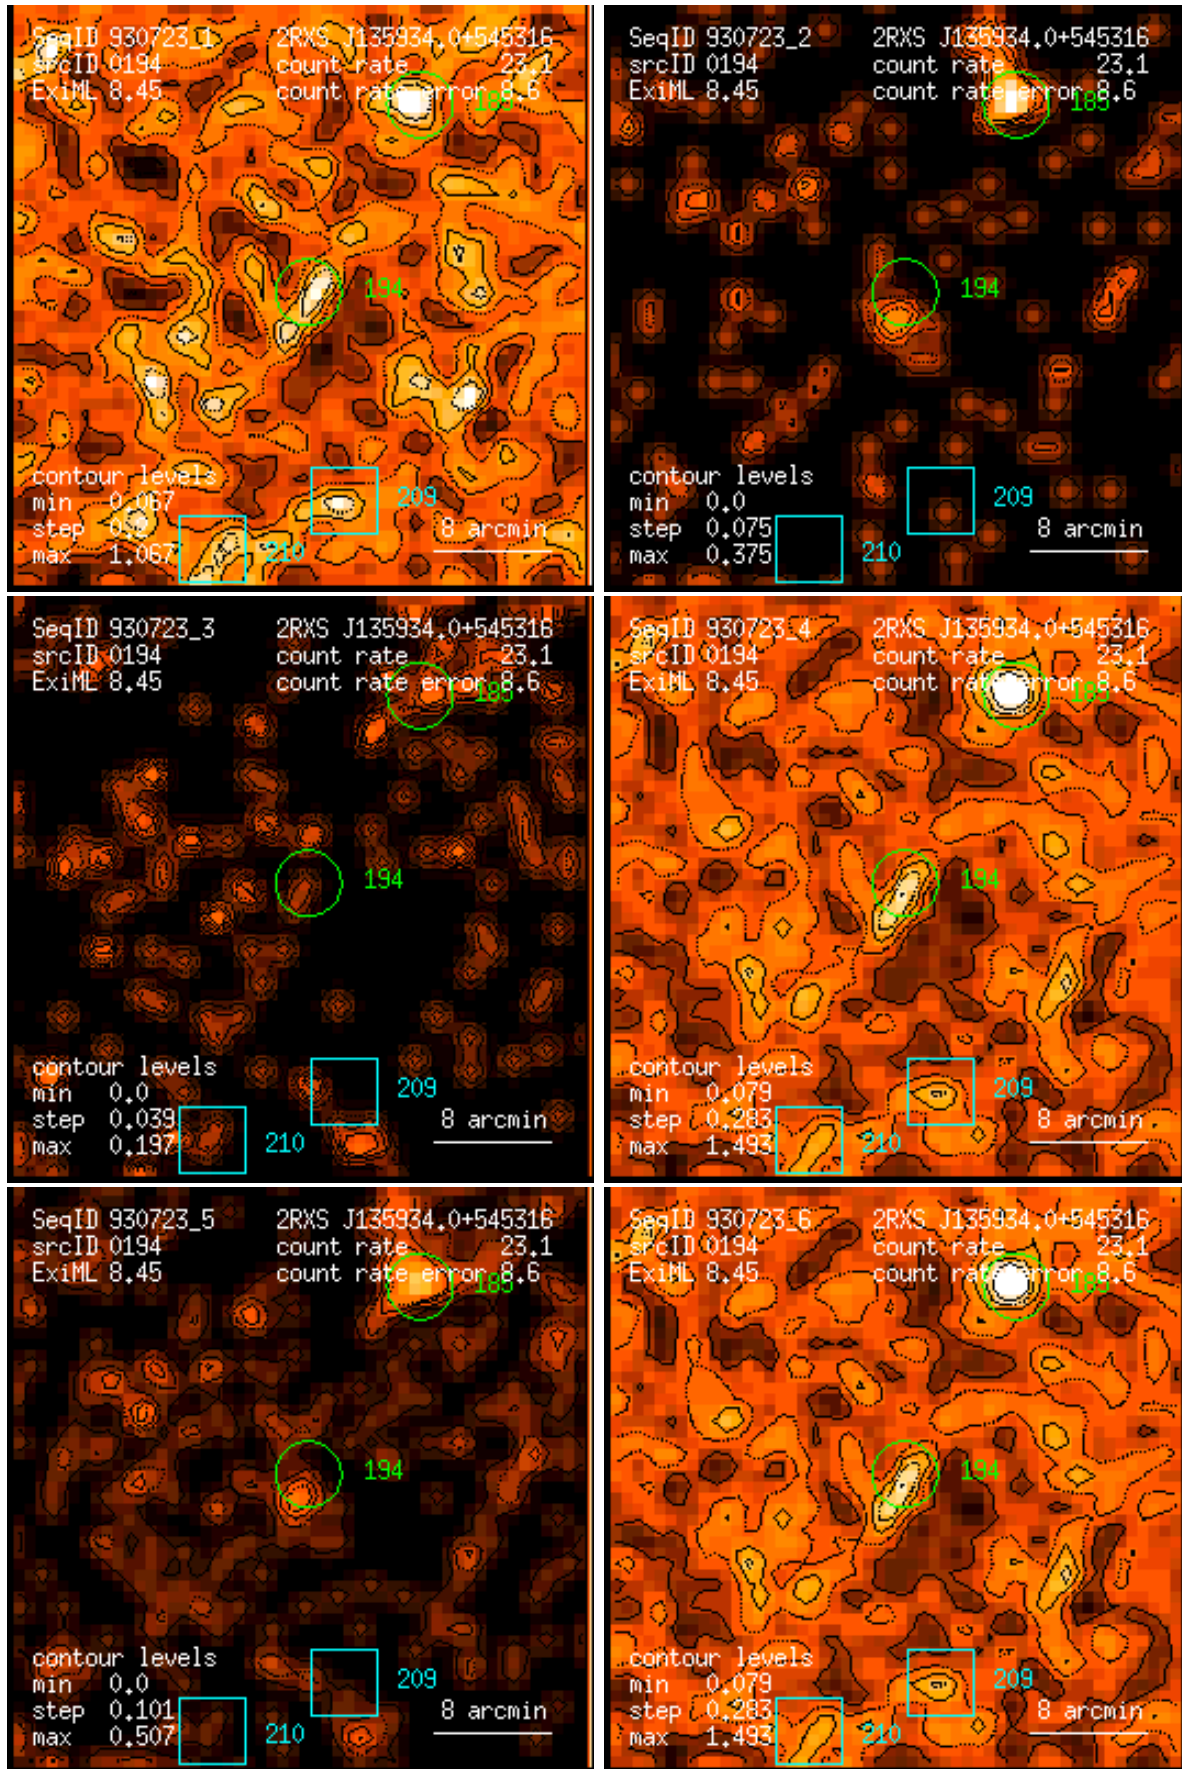 SeqID 930723_1 2RXS J135934.0+545316
srcID 0194 count rate 23.1
ExiML 8.45 count rate error 8.6
185
194
contour levels
min 0.067
209
step 0.2 8 arcmin
max 1.067 210
SeqID 930723_2 2RXS J135934.0+545316
srcID 0194 count rate 23.1
ExiML 8.45 count rate error 8.6
185
194
contour levels
min 0.0
209
step 0.075 8 arcmin
max 0.375 210
SeqID 930723_3 2RXS J135934.0+545316
srcID 0194 count rate 23.1
ExiML 8.45 count rate error 8.6
185
194
contour levels
min 0.0
209
step 0.039 8 arcmin
max 0.197 210
SeqID 930723_4 2RXS J135934.0+545316
srcID 0194 count rate 23.1
ExiML 8.45 count rate error 8.6
185
194
contour levels
min 0.079
209
step 0.283 8 arcmin
max 1.493 210
SeqID 930723_5 2RXS J135934.0+545316
srcID 0194 count rate 23.1
ExiML 8.45 count rate error 8.6
185
194
contour levels
min 0.0
209
step 0.101 8 arcmin
max 0.507 210
SeqID 930723_6 2RXS J135934.0+545316
srcID 0194 count rate 23.1
ExiML 8.45 count rate error 8.6
185
194
contour levels
min 0.079
209
step 0.283 8 arcmin
max 1.493 210